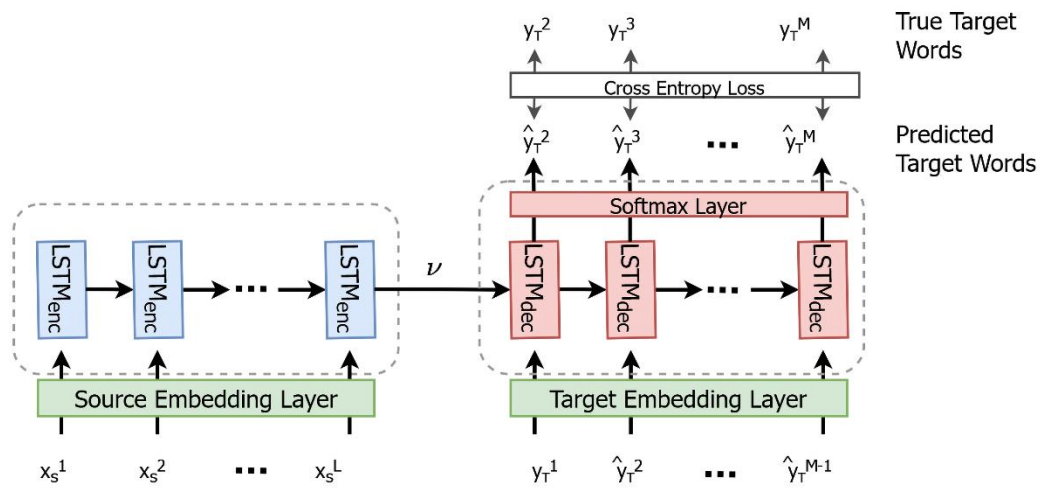 y_T^2 y_T^3 y_T^M True Target
Words
Cross Entropy Loss
ŷ_T^2 ŷ_T^3 ... ŷ_T^M Predicted
Target Words
Softmax Layer
LSTM_enc LSTM_enc ... LSTM_enc ν LSTM_dec LSTM_dec ... LSTM_dec
Source Embedding Layer Target Embedding Layer
x_S^1 x_S^2 ... x_S^L y_T^1 ŷ_T^2 ... ŷ_T^M-1